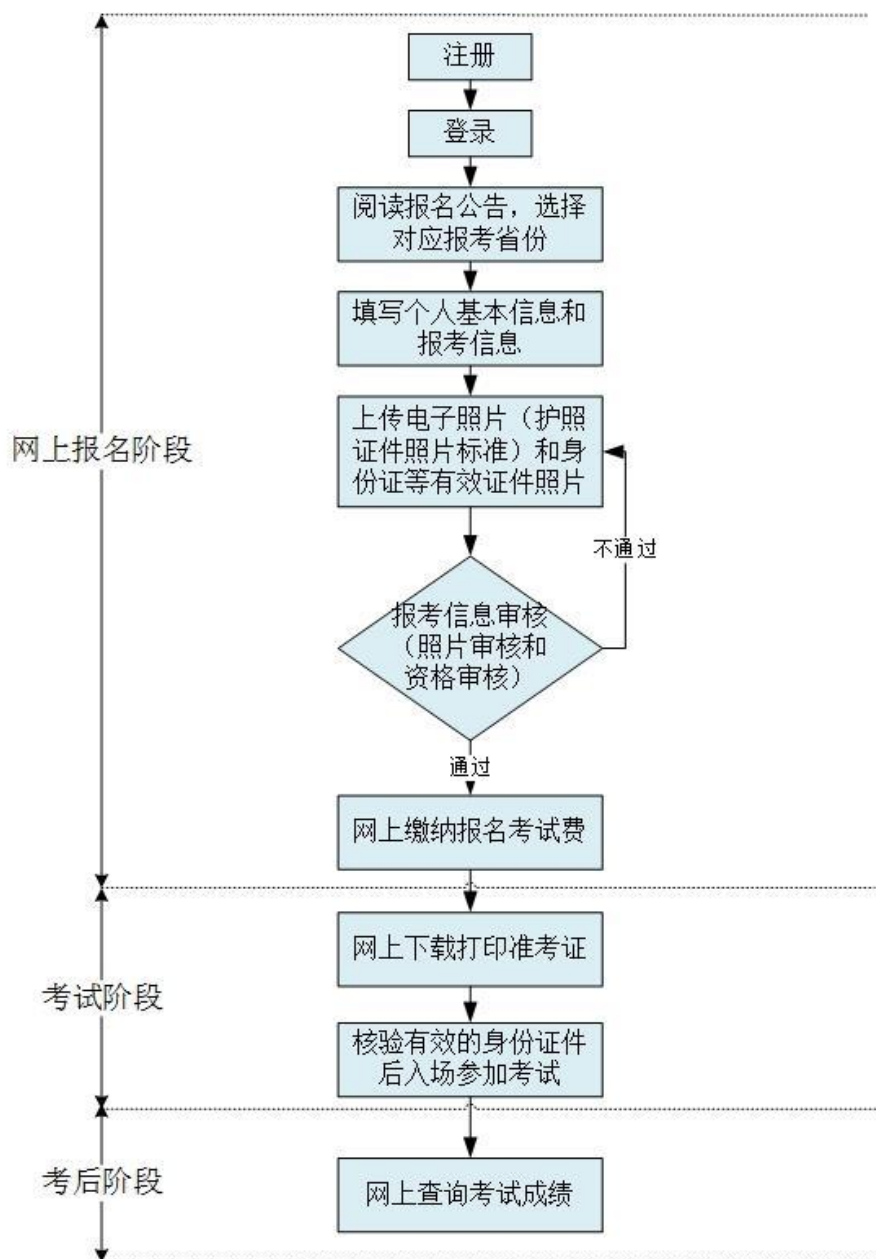 注册
登录
阅读报名公告，选择
对应报考省份
填写个人基本信息和
报考信息
上传电子照片（护照
证件照片标准）和身
份证等有效证件照片
网上报名阶段
不通过
报考信息审核
（照片审核和
资格审核）
通过
网上缴纳报名考试费
网上下载打印准考证
考试阶段
核验有效的身份证件
后入场参加考试
考后阶段
网上查询考试成绩